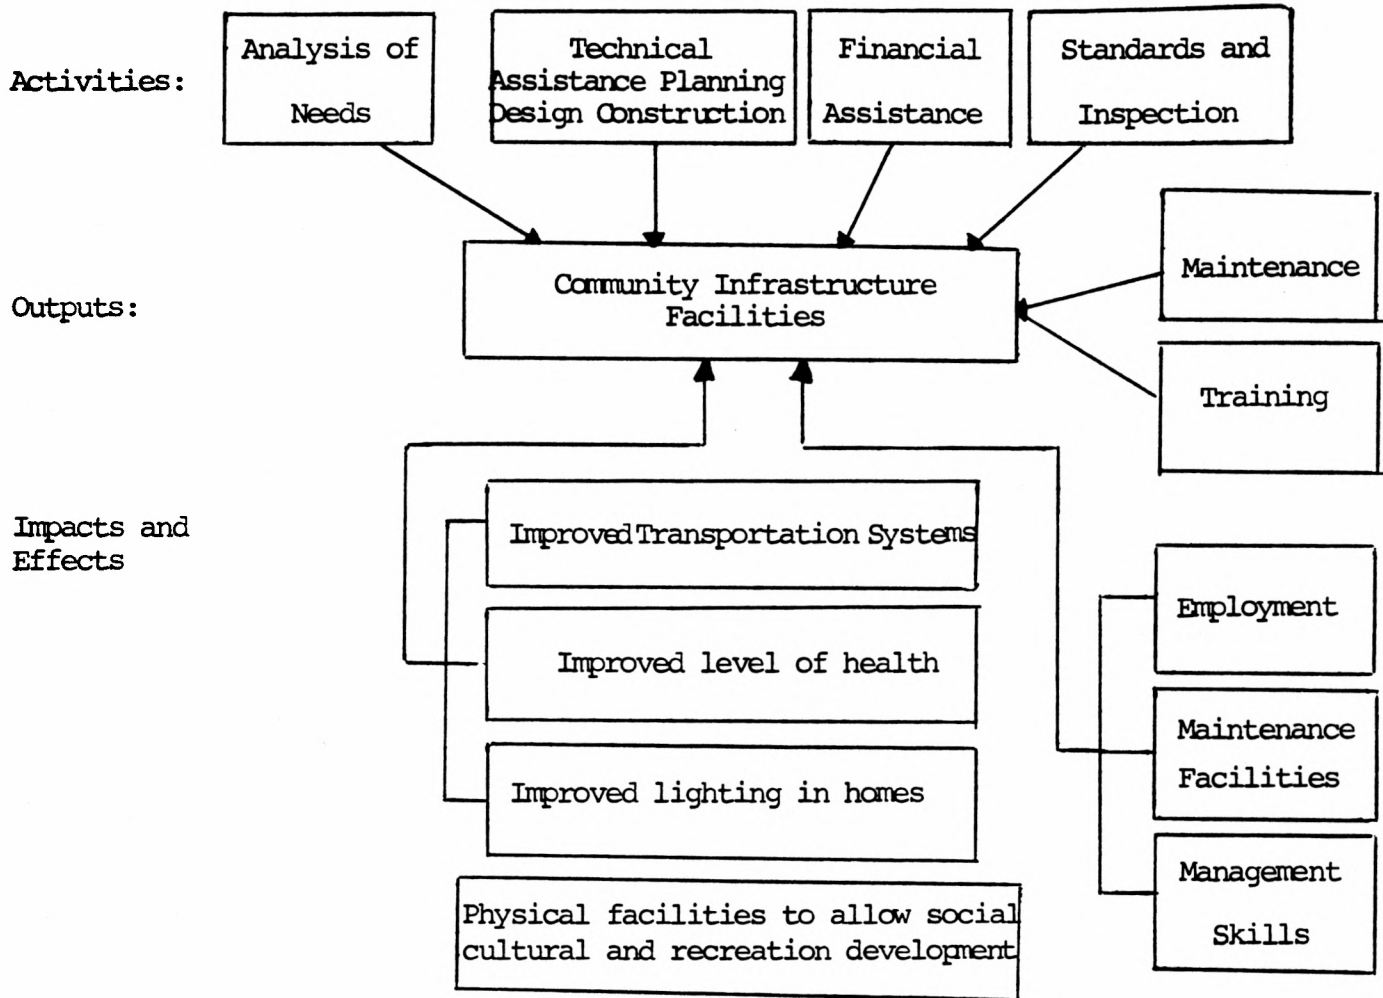 Activities:
Analysis of
Needs
Technical
Assistance Planning
Design Construction
Financial
Assistance
Standards and
Inspection
Outputs:
Community Infrastructure
Facilities
Maintenance
Training
Impacts and
Effects
Improved Transportation Systems
Improved level of health
Improved lighting in homes
Physical facilities to allow social
cultural and recreation development
Employment
Maintenance
Facilities
Management
Skills